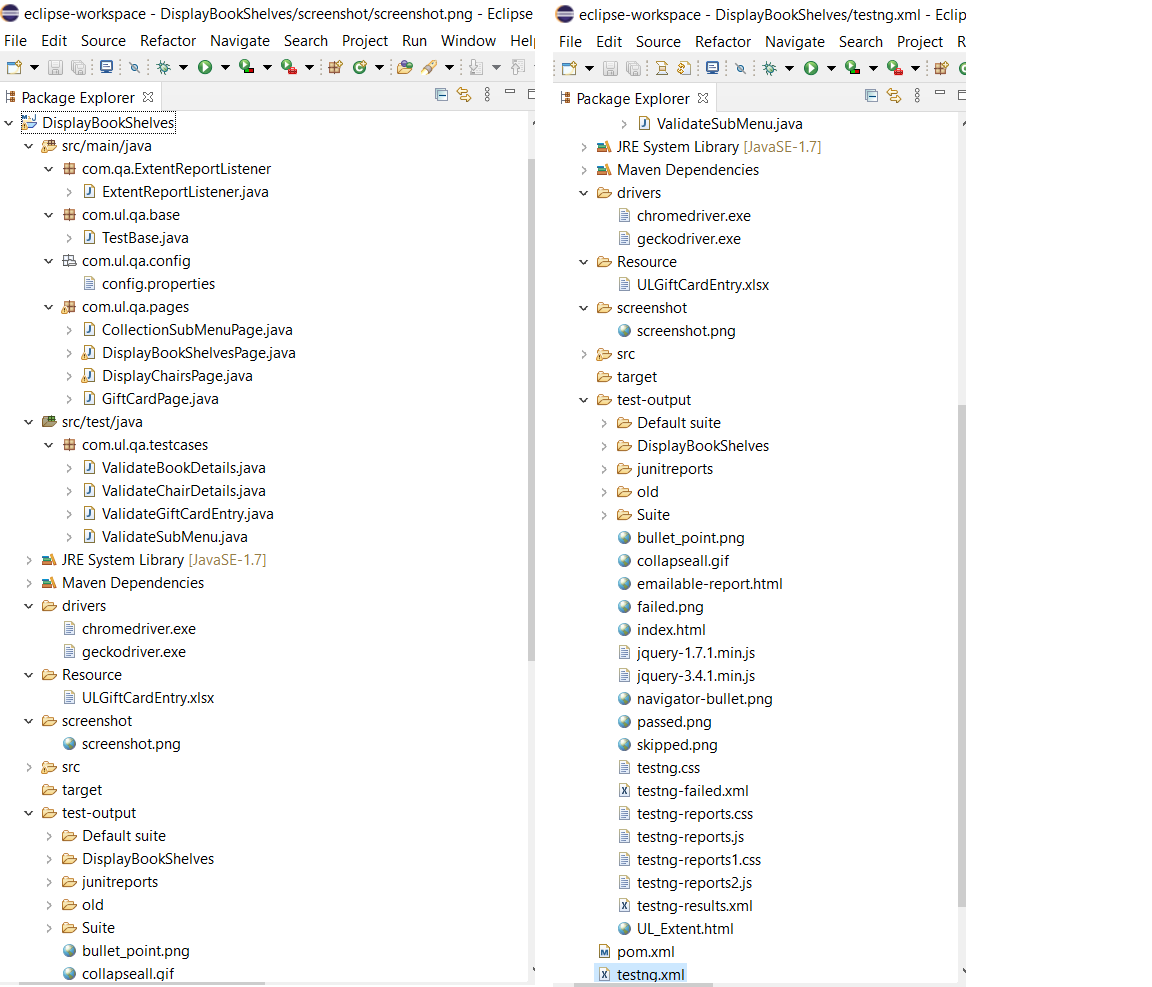 eclipse-workspace - DisplayBookShelves/screenshot/screenshot.png - Eclipse
File Edit Source Refactor Navigate Search Project Run Window Help
Package Explorer
DisplayBookShelves
src/main/java
com.qa.ExtentReportListener
ExtentReportListener.java
com.ul.qa.base
TestBase.java
com.ul.qa.config
config.properties
com.ul.qa.pages
CollectionSubMenuPage.java
DisplayBookShelvesPage.java
DisplayChairsPage.java
GiftCardPage.java
src/test/java
com.ul.qa.testcases
ValidateBookDetails.java
ValidateChairDetails.java
ValidateGiftCardEntry.java
ValidateSubMenu.java
JRE System Library [JavaSE-1.7]
Maven Dependencies
drivers
chromedriver.exe
geckodriver.exe
Resource
ULGiftCardEntry.xlsx
screenshot
screenshot.png
src
target
test-output
Default suite
DisplayBookShelves
junitreports
old
Suite
bullet_point.png
collapseall.gif
eclipse-workspace - DisplayBookShelves/testng.xml - Eclip
File Edit Source Refactor Navigate Search Project R
Package Explorer
ValidateSubMenu.java
JRE System Library [JavaSE-1.7]
Maven Dependencies
drivers
chromedriver.exe
geckodriver.exe
Resource
ULGiftCardEntry.xlsx
screenshot
screenshot.png
src
target
test-output
Default suite
DisplayBookShelves
junitreports
old
Suite
bullet_point.png
collapseall.gif
emailable-report.html
failed.png
index.html
jquery-1.7.1.min.js
jquery-3.4.1.min.js
navigator-bullet.png
passed.png
skipped.png
testng.css
testng-failed.xml
testng-reports.css
testng-reports.js
testng-reports1.css
testng-reports2.js
testng-results.xml
UL_Extent.html
pom.xml
testng.xml